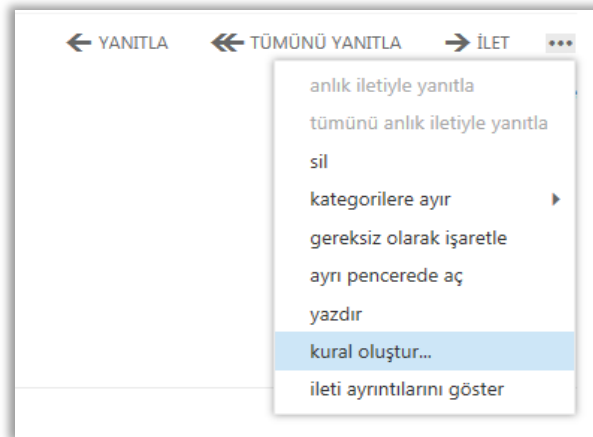 YANITLA TÜMÜNÜ YANITLA İLET ...
anlık iletiyle yanıtla
tümünü anlık iletiyle yanıtla
sil
kategorilere ayır
gereksiz olarak işaretle
ayrı pencerede aç
yazdır
kural oluştur...
ileti ayrıntılarını göster